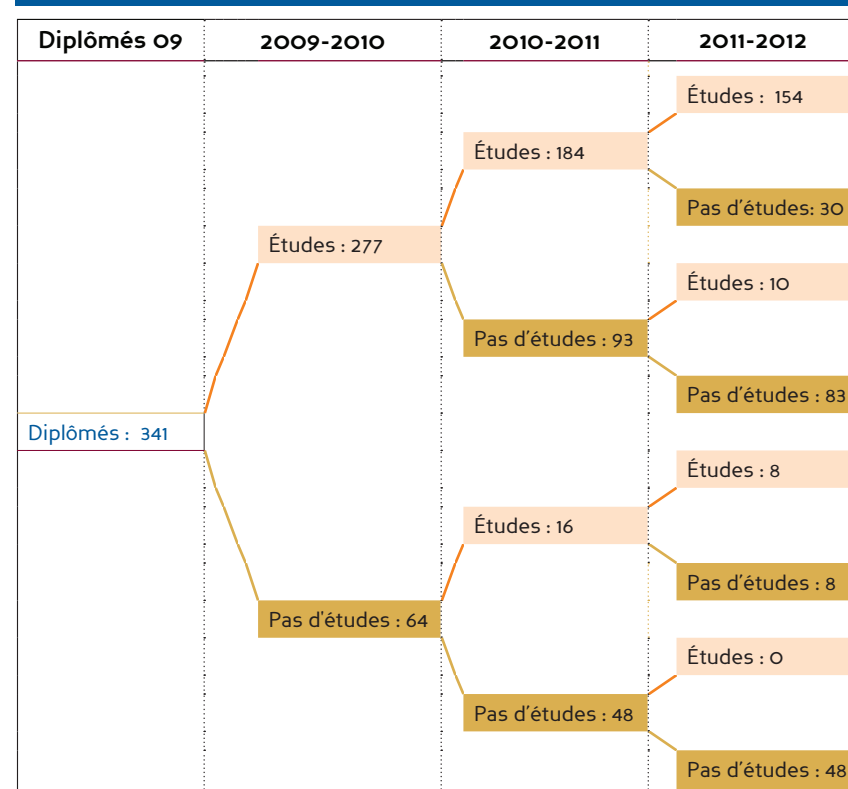 Diplômés 09 2009-2010 2010-2011 2011-2012
Études : 154
Études : 184
Pas d'études: 30
Études : 277
Études : 10
Pas d'études : 93
Pas d'études : 83
Diplômés : 341
Études : 8
Études : 16
Pas d'études : 8
Pas d'études : 64
Études : 0
Pas d'études : 48
Pas d'études : 48